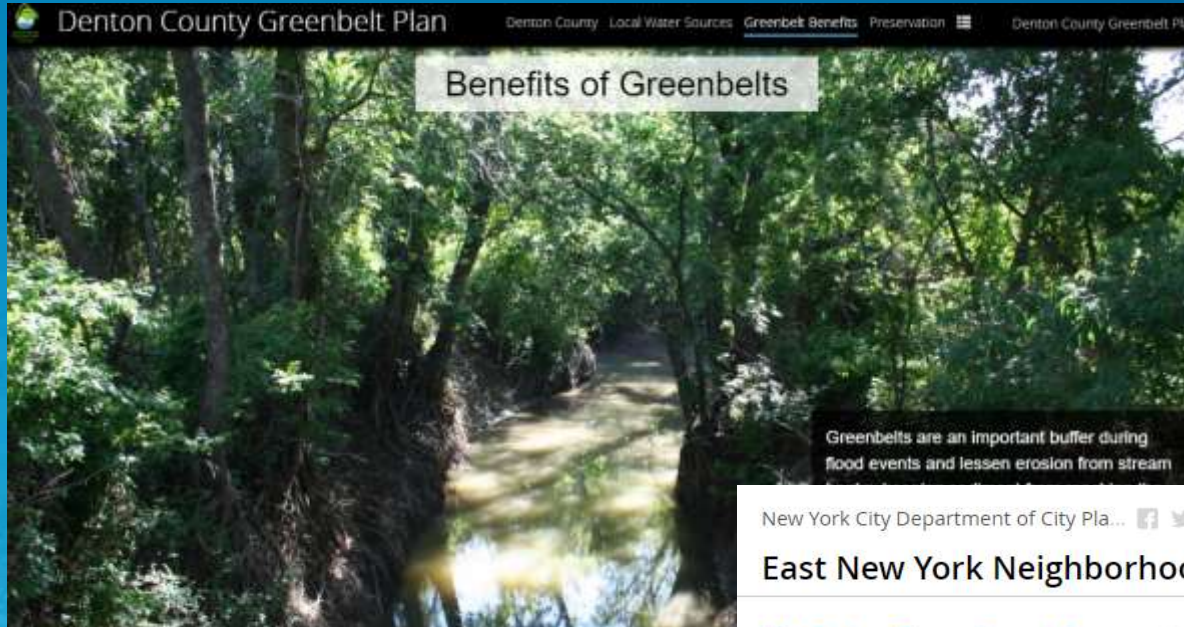 Denton County Greenbelt Plan
Denton County Local Water Sources Greenbelt Benefits Preservation Denton County Greenbelt
Benefits of Greenbelts
Greenbelts are an important buffer during
flood events and lessen erosion from stream
New York City Department of City Pla...
East New York